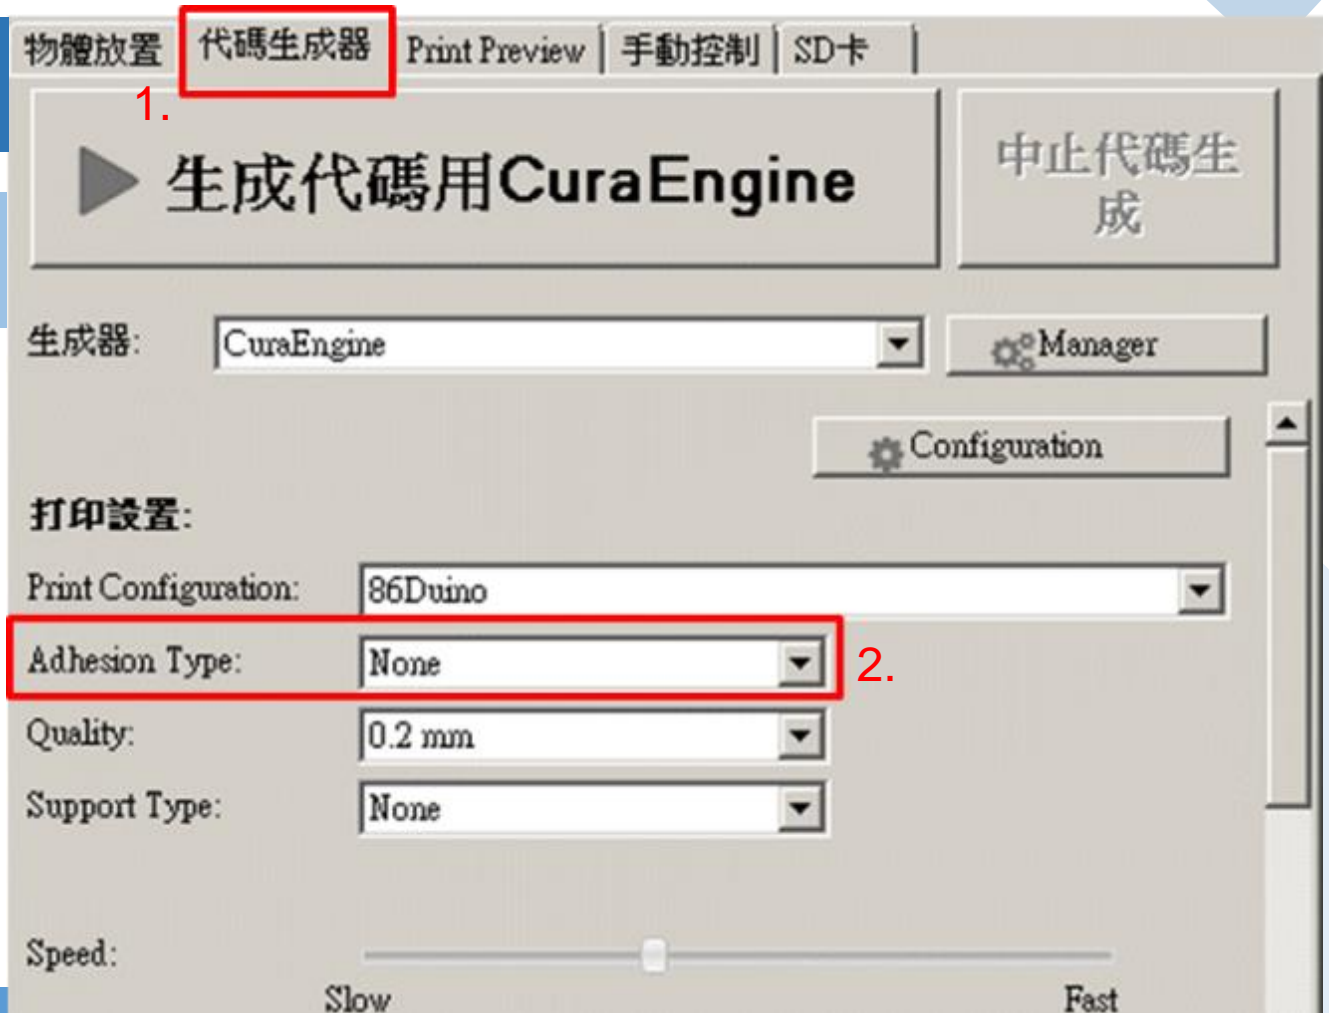 物體放置 代碼生成器 Print Preview 手動控制 SD卡
1.
生成代碼用CuraEngine
中止代碼生
成
生成器: CuraEngine Manager
Configuration
打印設置:
Print Configuration: 86Duino
Adhesion Type: None 2.
Quality: 0.2 mm
Support Type: None
Speed:
Slow Fast